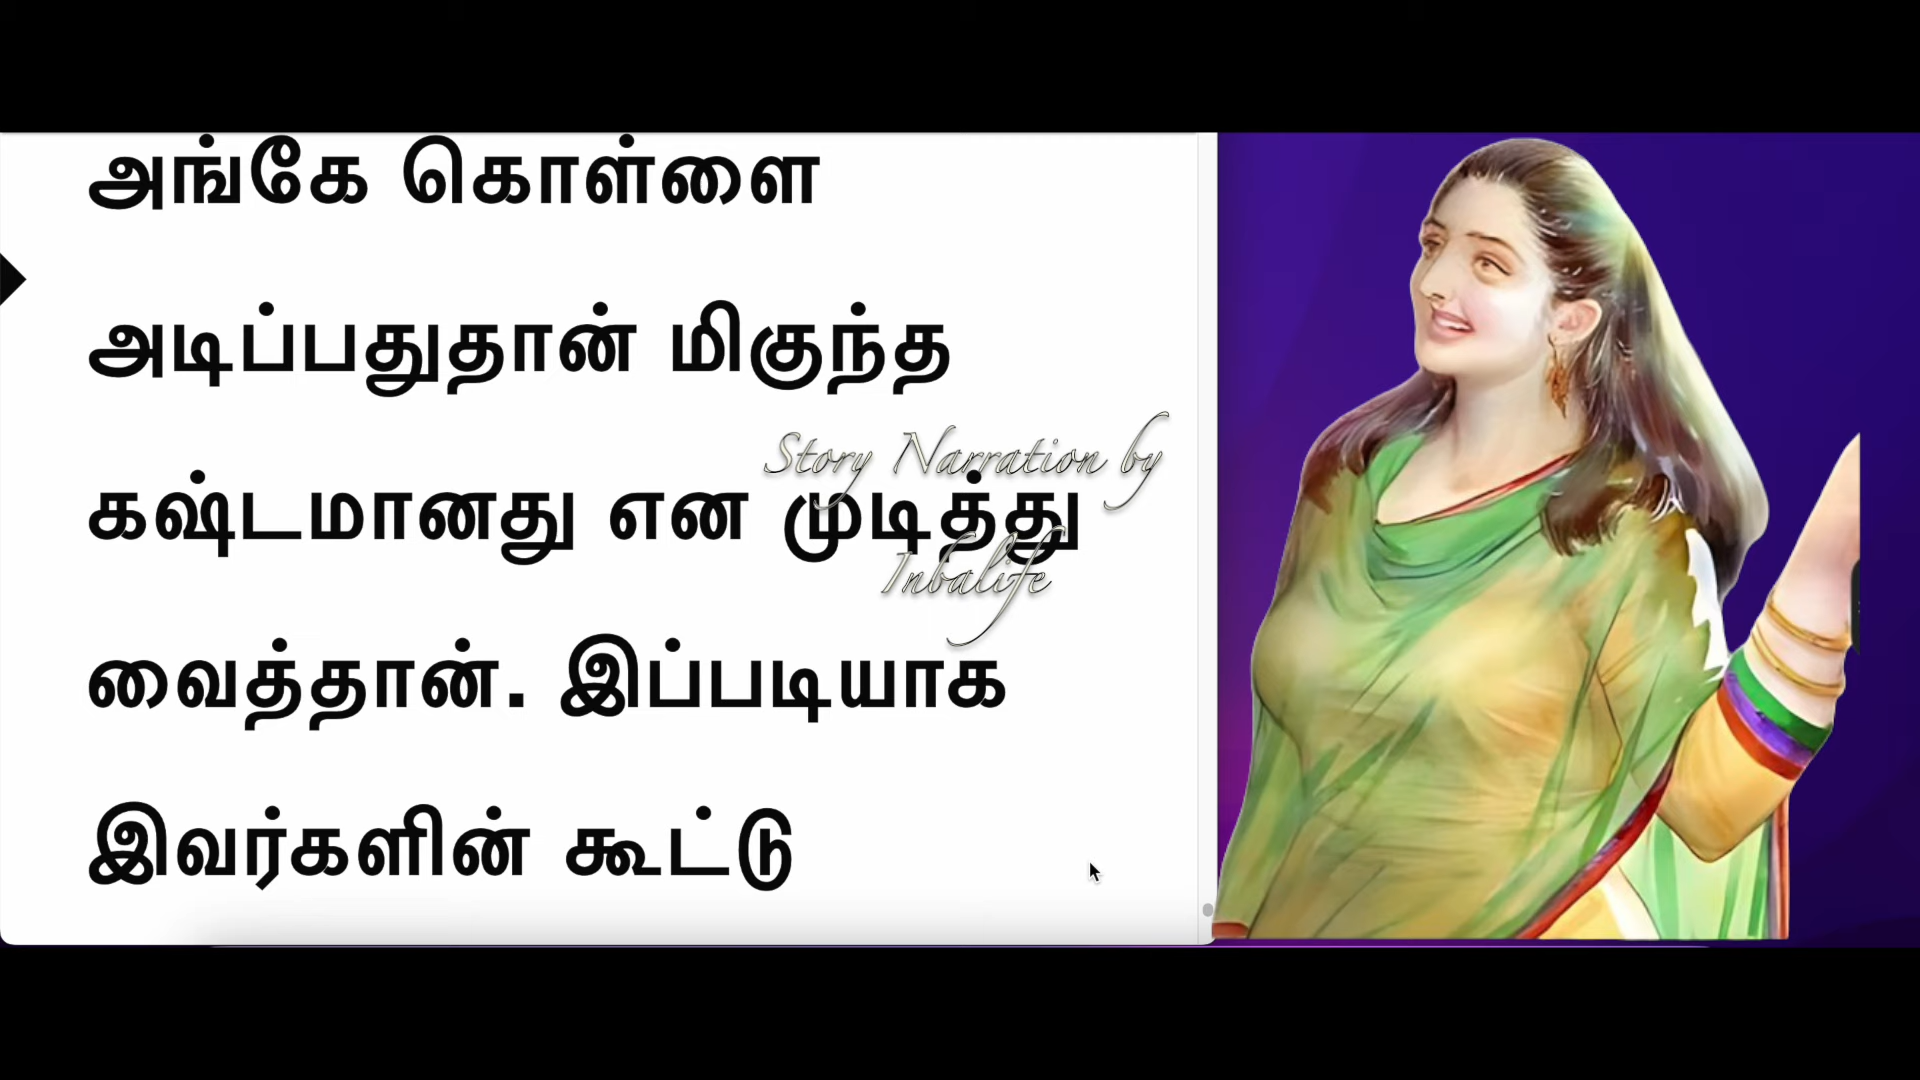 அங்கே கொள்ளை
அடிப்பதுதான் மிகுந்த
கஷ்டமானது என முடித்து
வைத்தான். இப்படியாக
இவர்களின் கூட்டு
Story Narration by
Inbalife